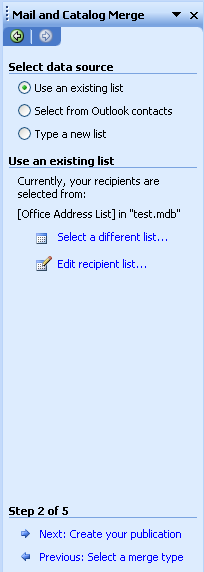 Mail and Catalog Merge
Select data source
Use an existing list
Select from Outlook contacts
Type a new list
Use an existing list
Currently, your recipients are
selected from:
[Office Address List] in "test.mdb"
Select a different list...
Edit recipient list...
Step 2 of 5
Next: Create your publication
Previous: Select a merge type